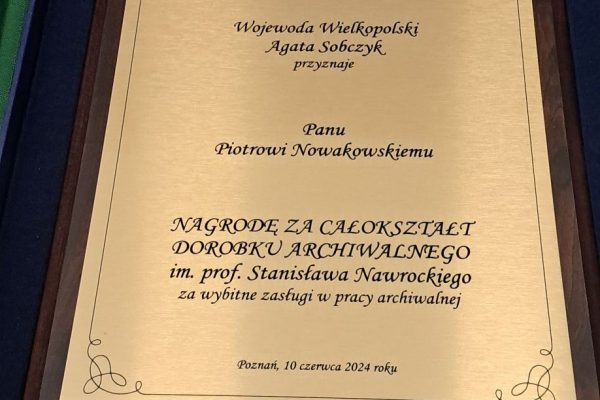 Wojewoda Wielkopolski
Agata Sobczyk
przyznaje
Panu
Piotrowi Nowakowskiemu
NAGRODĘ ZA CAŁOKSZTAŁT
DOROBKU ARCHIWALNEGO
im. prof. Stanisława Nawrockiego
za wybitne zasługi w pracy archiwalnej
Poznań, 10 czerwca 2024 roku